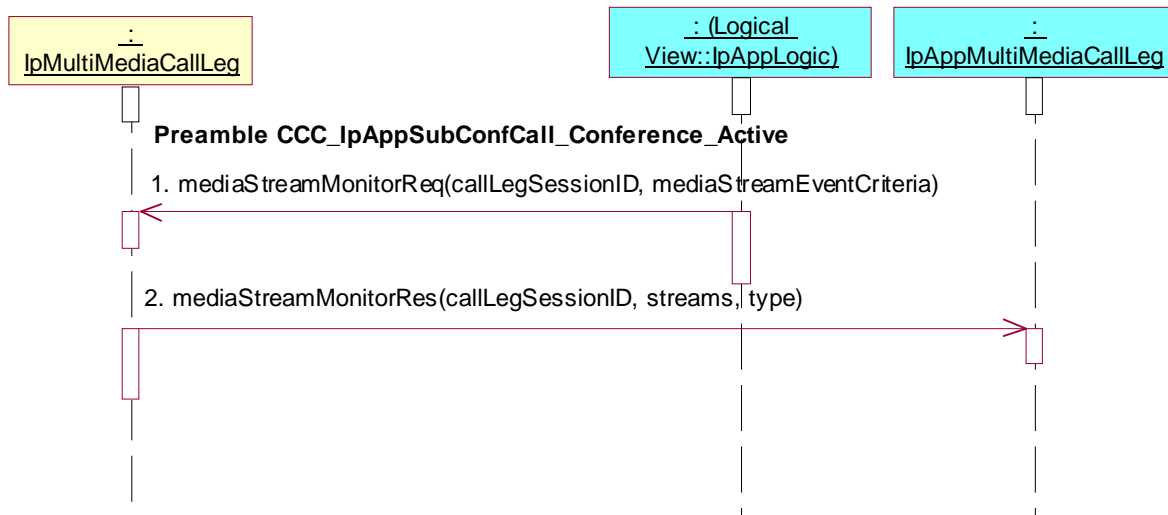 :
IpMultiMediaCallLeg
: (Logical
View::IpAppLogic)
:
IpAppMultiMediaCallLeg
Preamble CCC_IpAppSubConfCall_Conference_Active
1. mediaStreamMonitorReq(callLegSessionID, mediaStreamEventCriteria)
2. mediaStreamMonitorRes(callLegSessionID, streams, type)